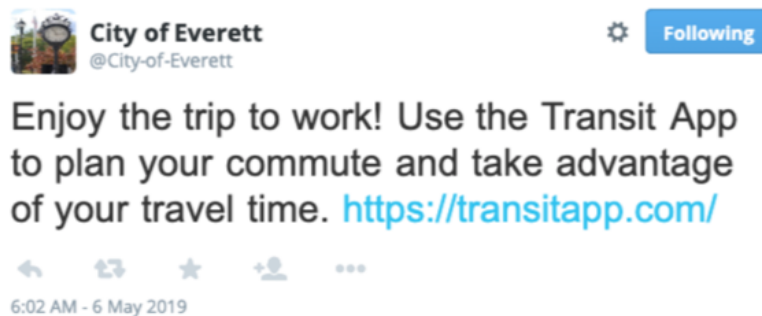 City of Everett
@City-of-Everett
Following
Enjoy the trip to work! Use the Transit App
to plan your commute and take advantage
of your travel time. https://transitapp.com/
6:02 AM - 6 May 2019